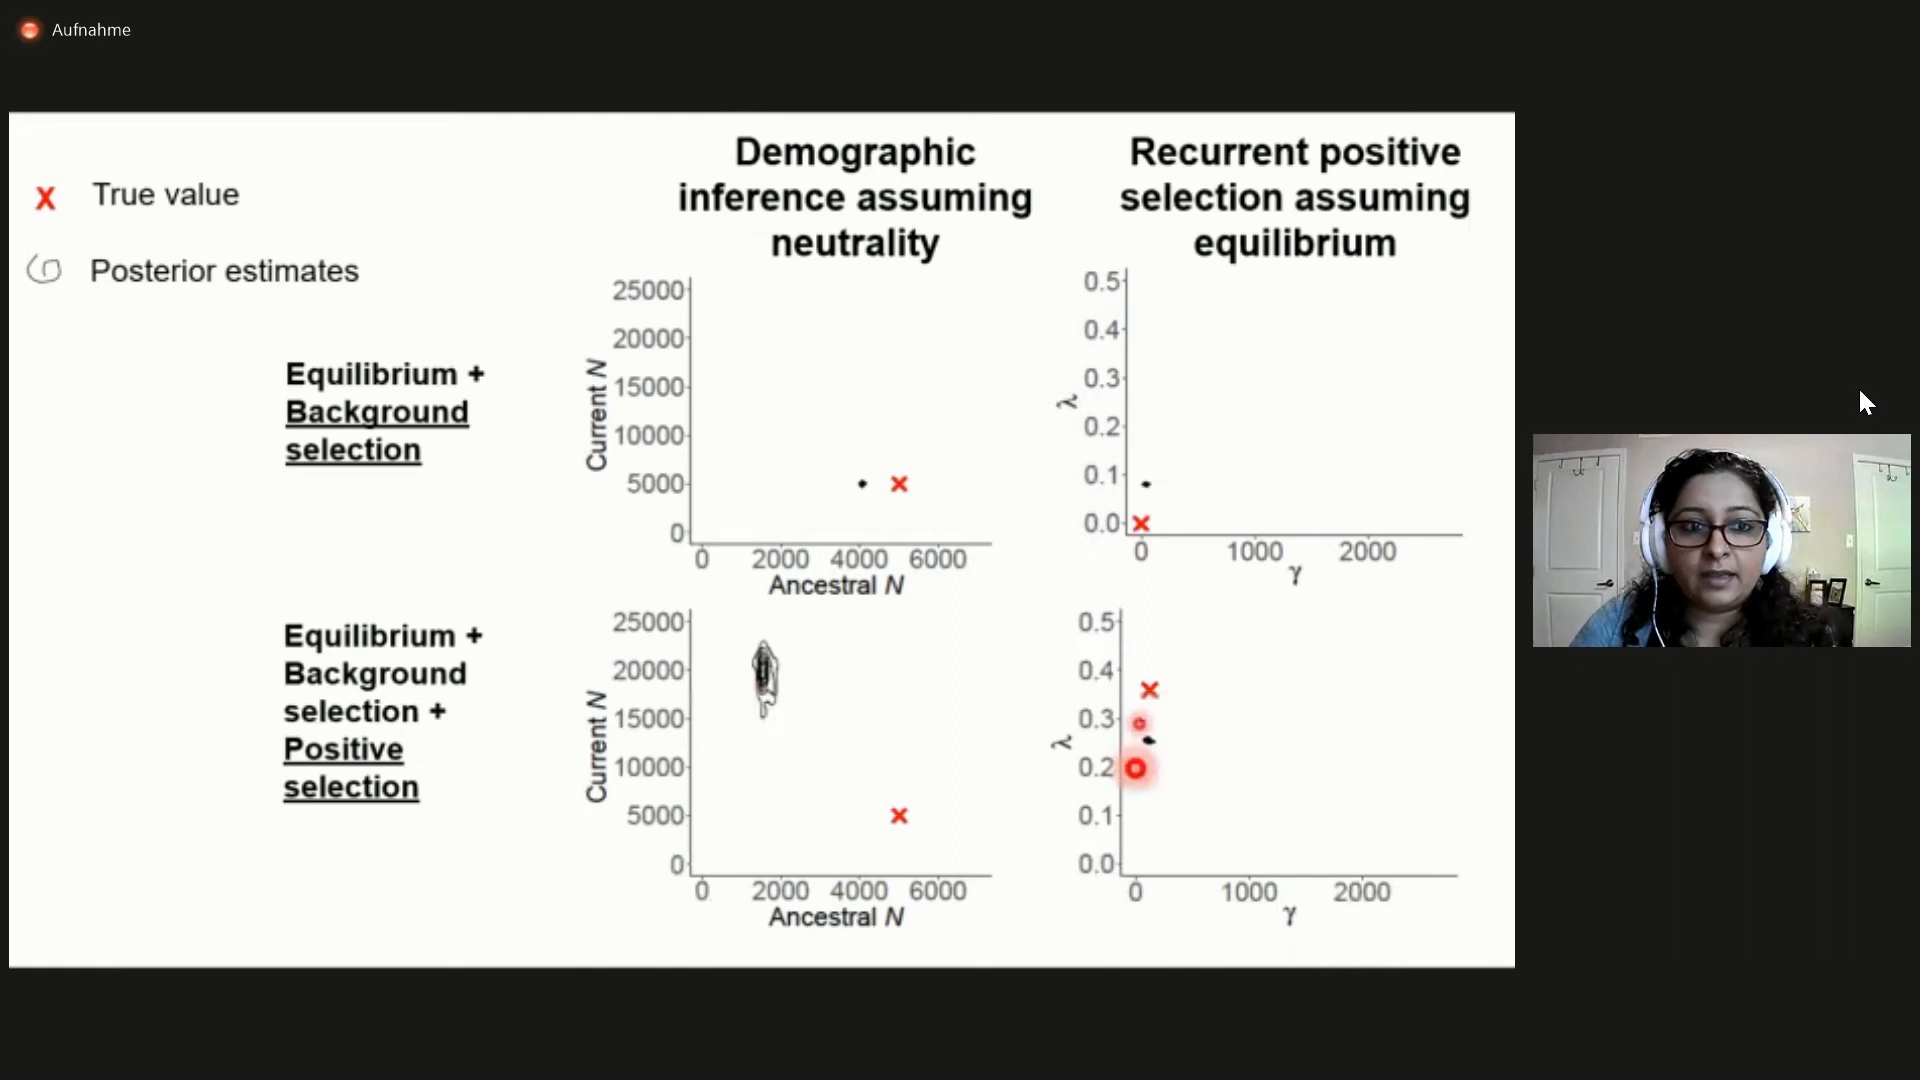 Aufnahme
X True value
Posterior estimates
Demographic
inference assuming
neutrality
Recurrent positive
selection assuming
equilibrium
Equilibrium +
Background
selection
25000
20000
15000
10000
5000
0
Current N
0 2000 4000 6000
Ancestral N
0.5
0.4
0.3
0.2
0.1
0.0
λ
0 1000 2000
γ
Equilibrium +
Background
selection +
Positive
selection
25000
20000
15000
10000
5000
0
Current N
0 2000 4000 6000
Ancestral N
0.5
0.4
0.3
0.2
0.1
0.0
λ
0 1000 2000
γ